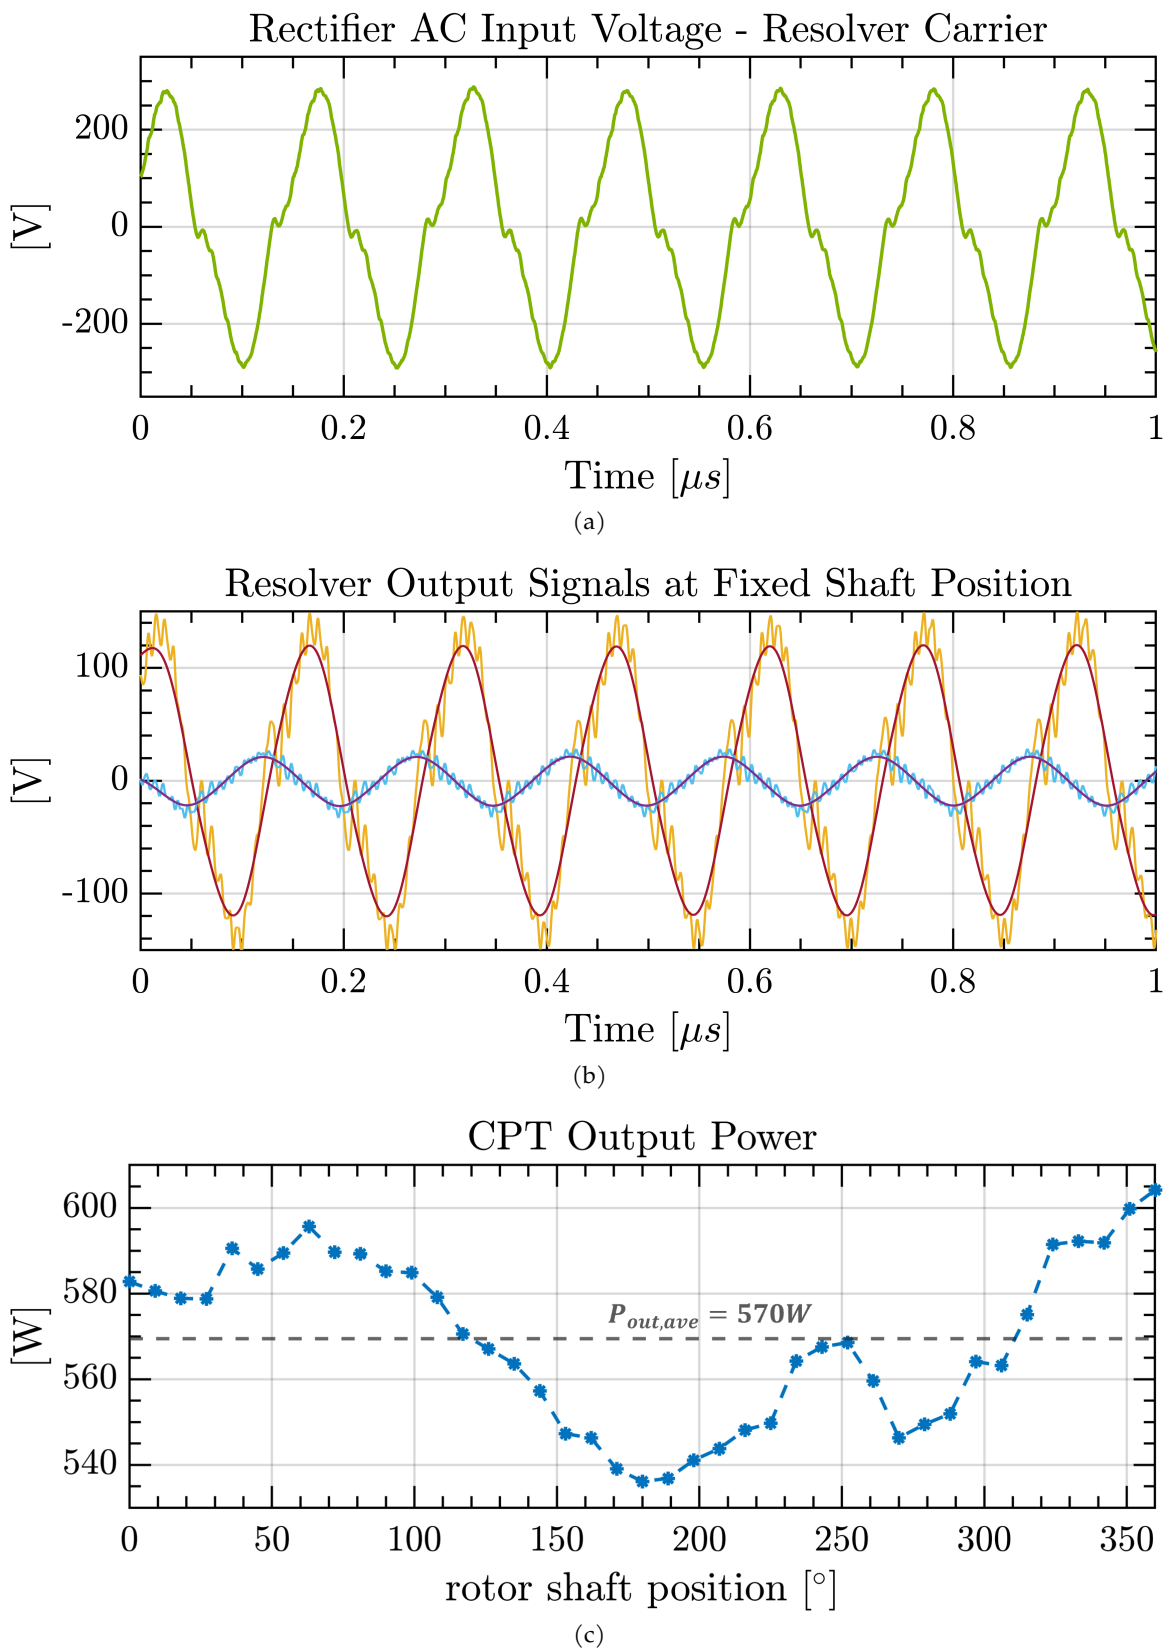 Rectifier AC Input Voltage - Resolver Carrier
200
0
-200
[V]
0 0.2 0.4 0.6 0.8 1
Time [μs]
(a)
Resolver Output Signals at Fixed Shaft Position
100
0
-100
[V]
0 0.2 0.4 0.6 0.8 1
Time [μs]
(b)
CPT Output Power
600
580
560
540
[W]
P_out,ave = 570W
0 50 100 150 200 250 300 350
rotor shaft position [°]
(c)